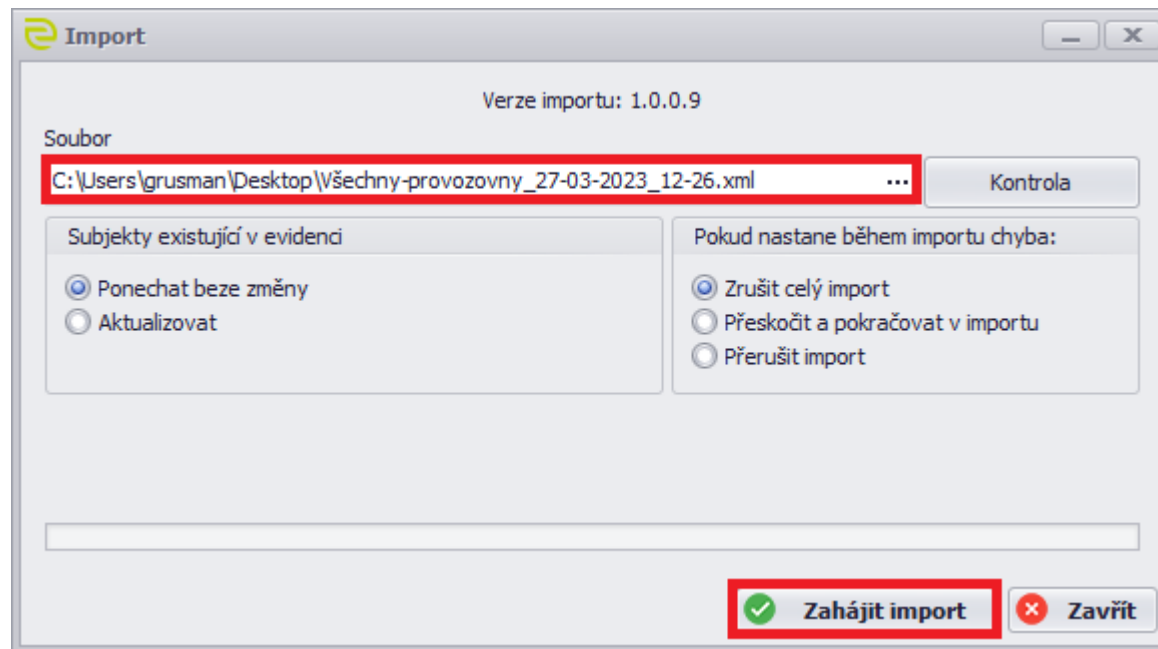 Import
Verze importu: 1.0.0.9
Soubor
C:\Users\grusman\Desktop\Všechny-provozovny_27-03-2023_12-26.xml ...
Kontrola
Subjekty existující v evidenci
Ponechat beze změny
Aktualizovat
Pokud nastane během importu chyba:
Zrušit celý import
Přeskočit a pokračovat v importu
Přerušit import
Zahájit import
Zavřít